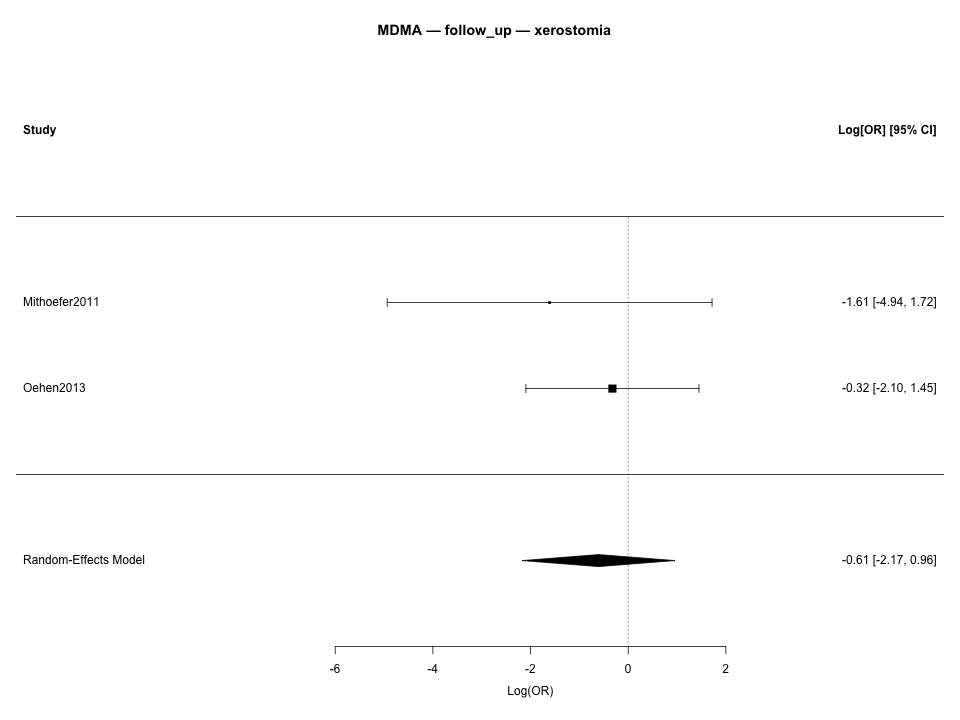 MDMA — follow_up — xerostomia
Study Log[OR] [95% CI]
Mithoefer2011 -1.61 [-4.94, 1.72]
Oehen2013 -0.32 [-2.10, 1.45]
Random-Effects Model -0.61 [-2.17, 0.96]
-6 -4 -2 0 2
Log(OR)